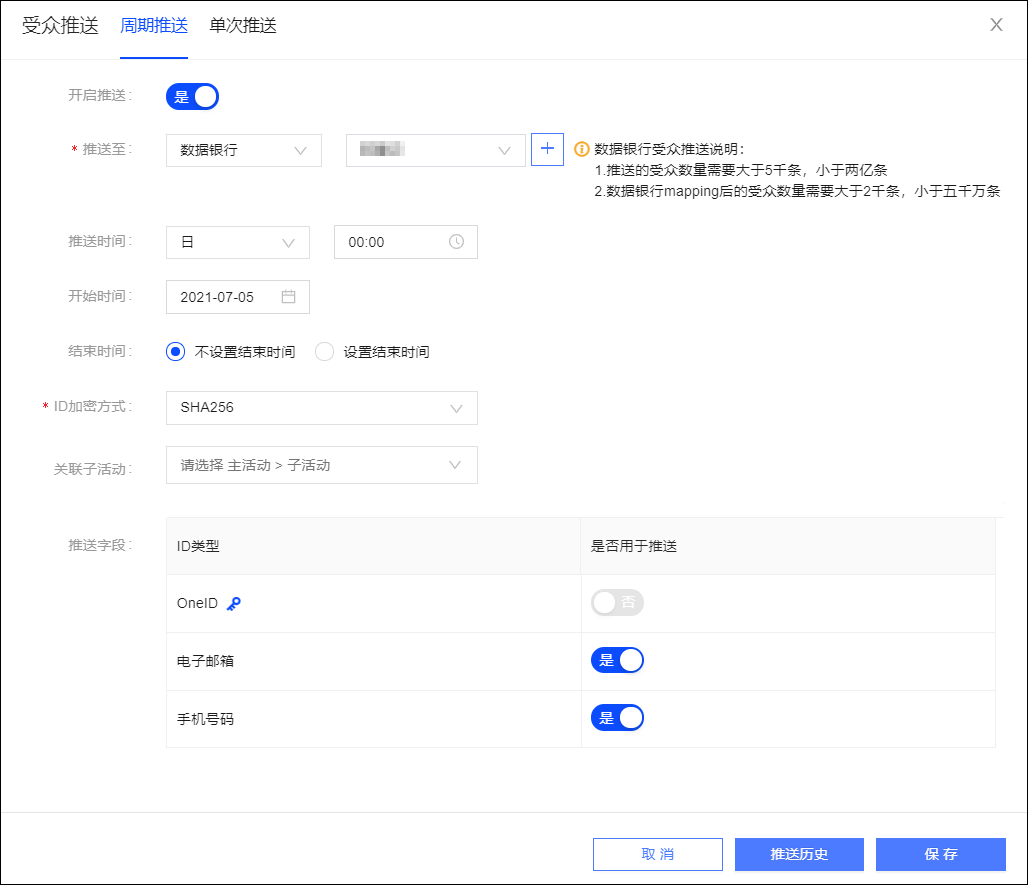 受众推送 周期推送 单次推送 X
开启推送: 是
* 推送至: 数据银行 + 数据银行受众推送说明:
1.推送的受众数量需要大于5千条，小于两亿条
2.数据银行mapping后的受众数量需要大于2千条，小于五千万条
推送时间: 日 00:00
开始时间: 2021-07-05
结束时间: 不设置结束时间 设置结束时间
* ID加密方式: SHA256
关联子活动: 请选择 主活动 > 子活动
推送字段: ID类型 是否用于推送
OneID 否
电子邮箱 是
手机号码 是
取 消 推送历史 保 存